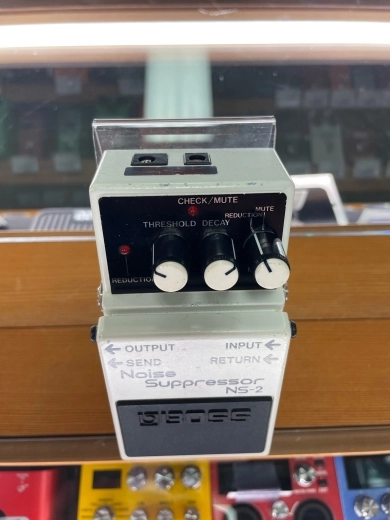 CHECK/MUTE
MUTE
REDUCTION
THRESHOLD DECAY
REDUCTION
OUTPUT INPUT
SEND RETURN
Noise
Suppressor
NS-2
BOSS